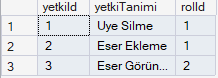 yetkiId yetkiTanimi rolId
1 1 Uye Silme 1
2 2 Eser Ekleme 1
3 3 Eser Görün... 2